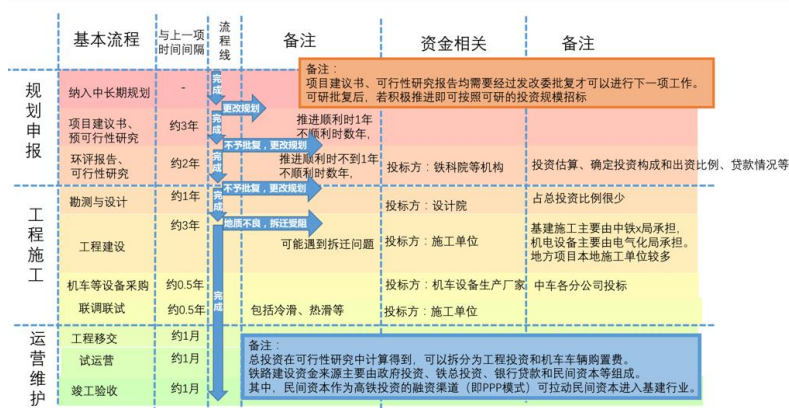 基本流程
与上一项
时间间隔
流程线
备注
资金相关
备注
备注：
项目建议书、可行性研究报告均需要经过发改委批复才可以进行下一项工作。
可研批复后，若积极推进即可按照可研的投资规模招标
规划申报
纳入中长期规划
-
完成
更改规划
项目建议书、
预可行性研究
约3年
完成
推进顺利时1年
不顺利时数年，
不予批复，更改规划
环评报告、
可行性研究
约2年
完成
推进顺利时不到1年
不顺利时数年，
投标方：铁科院等机构
投资估算、确定投资构成和出资比例、贷款情况等
不予批复，更改规划
工程施工
勘测与设计
约1年
完成
投标方：设计院
占总投资比例很少
地质不良，拆迁受阻
工程建设
约3年
可能遇到拆迁问题
投标方：施工单位
基建施工主要由中铁x局承担，
机电设备主要由电气化局承担。
地方项目本地施工单位较多
机车等设备采购
约0.5年
完成
投标方：机车设备生产厂家
中车各分公司投标
联调联试
约0.5年
包括冷滑、热滑等
投标方：施工单位
运营维护
工程移交
约1月
试运营
约1月
竣工验收
约1月
备注：
总投资在可行性研究中计算得到，可以拆分为工程投资和机车车辆购置费。
铁路建设资金来源主要由政府投资、铁总投资、银行贷款和民间资本等组成。
其中，民间资本作为高铁投资的融资渠道（即PPP模式）可拉动民间资本进入基建行业。